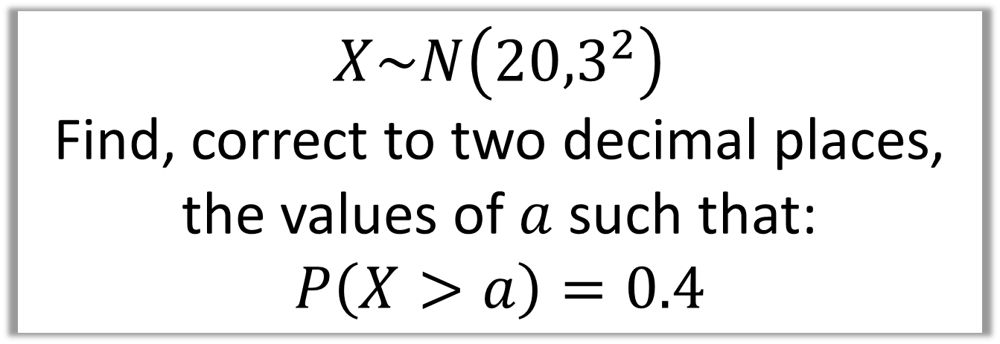 X~N(20,3²)
Find, correct to two decimal places,
the values of a such that:
P(X > a) = 0.4